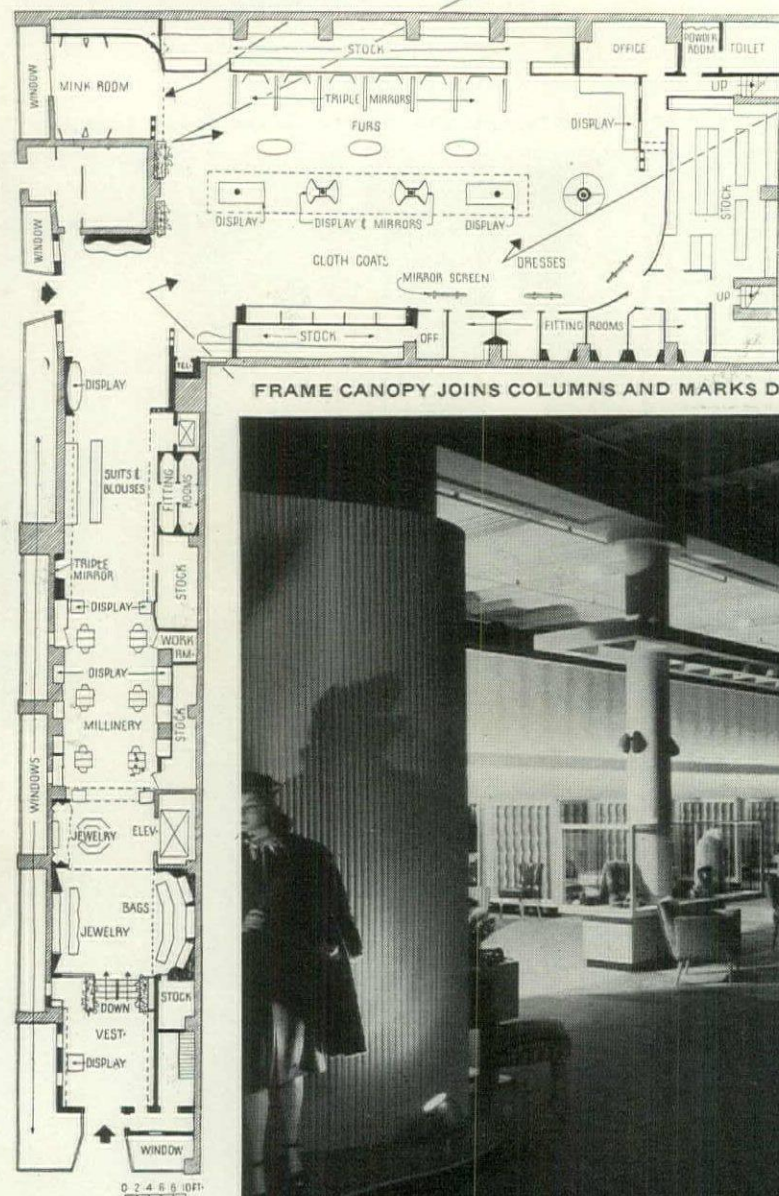 STOCK
OFFICE
POWDER
ROOM
TOILET
WINDOW
MINK ROOM
UP
TRIPLE MIRRORS
FURS
DISPLAY
STOCK
DISPLAY
DISPLAY & MIRRORS
DISPLAY
WINDOW
CLOTH COATS
MIRROR SCREEN
DRESSES
UP
STOCK
OFF
FITTING ROOMS
TEL.
DISPLAY
FRAME CANOPY JOINS COLUMNS AND MARKS D
SUITS &
BLOUSES
FITTING
ROOMS
TRIPLE
MIRROR
STOCK
DISPLAY
WORK
RM.
DISPLAY
MILLINERY
STOCK
WINDOWS
JEWELRY
ELEV.
BAGS
JEWELRY
DOWN
STOCK
VEST.
DISPLAY
WINDOW
0 2 4 6 8 10FT.